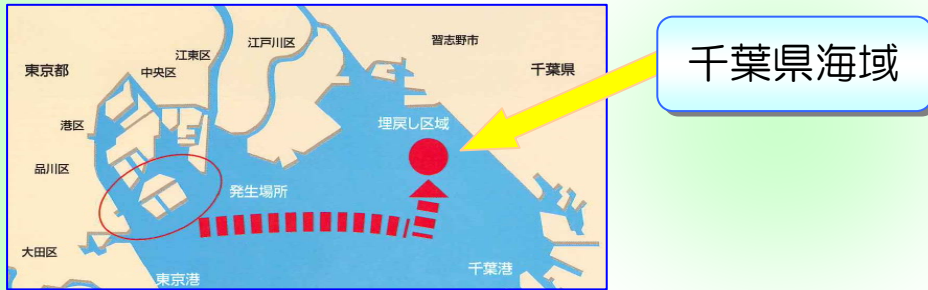 江戸川区
習志野市
江東区
中央区
東京都
千葉県
千葉県海域
港区
埋戻し区域
品川区
発生場所
大田区
東京港
千葉港